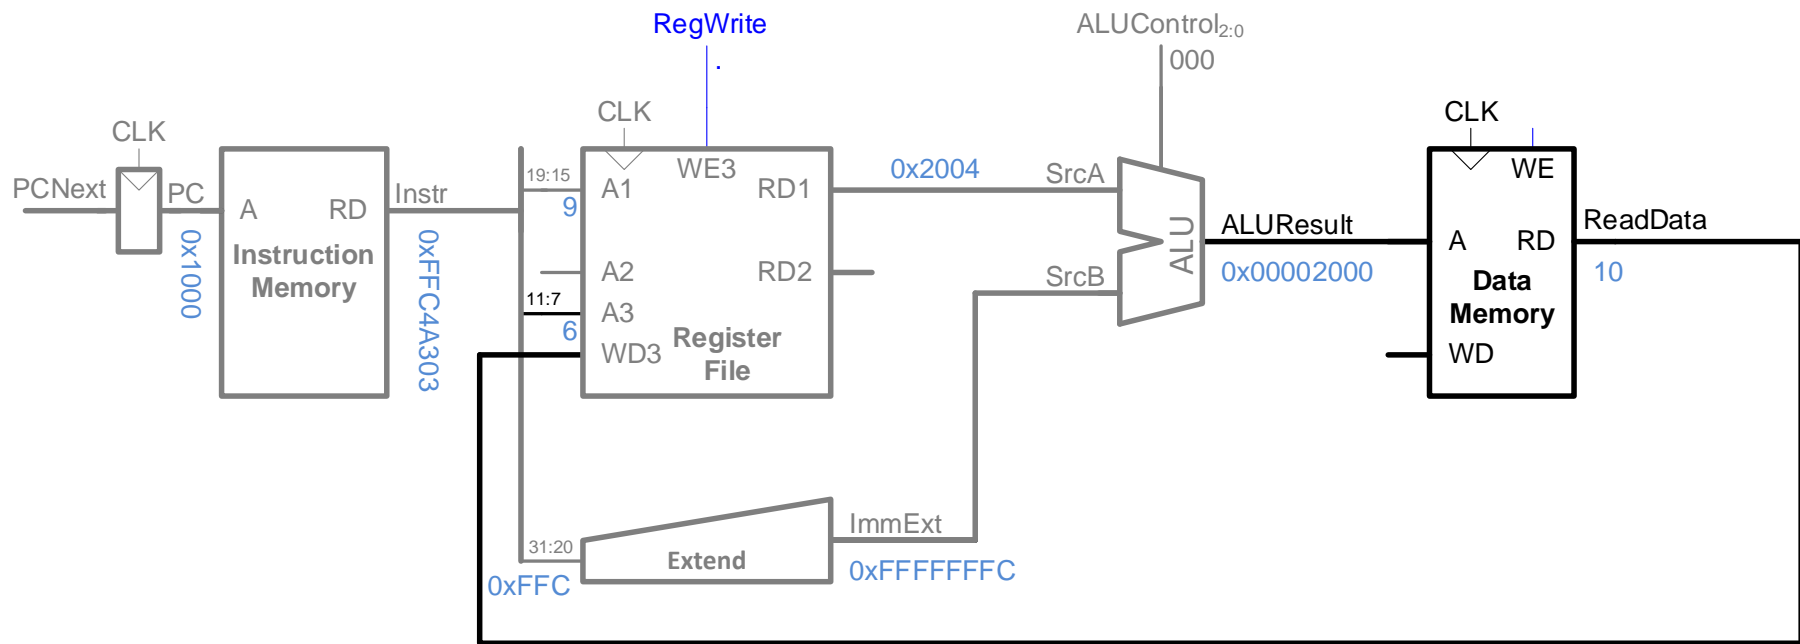 RegWrite
.
ALUControl2:0
000
CLK
CLK
CLK
PCNext
PC
A
RD
Instruction
Memory
0x1000
Instr
0xFFC4A303
19:15
9
A1
WE3
RD1
A2
RD2
11:7
6
A3
WD3
Register
File
0x2004
SrcA
SrcB
ALU
ALUResult
0x00002000
WE
A
RD
Data
Memory
WD
ReadData
10
31:20
0xFFC
Extend
ImmExt
0xFFFFFFFC